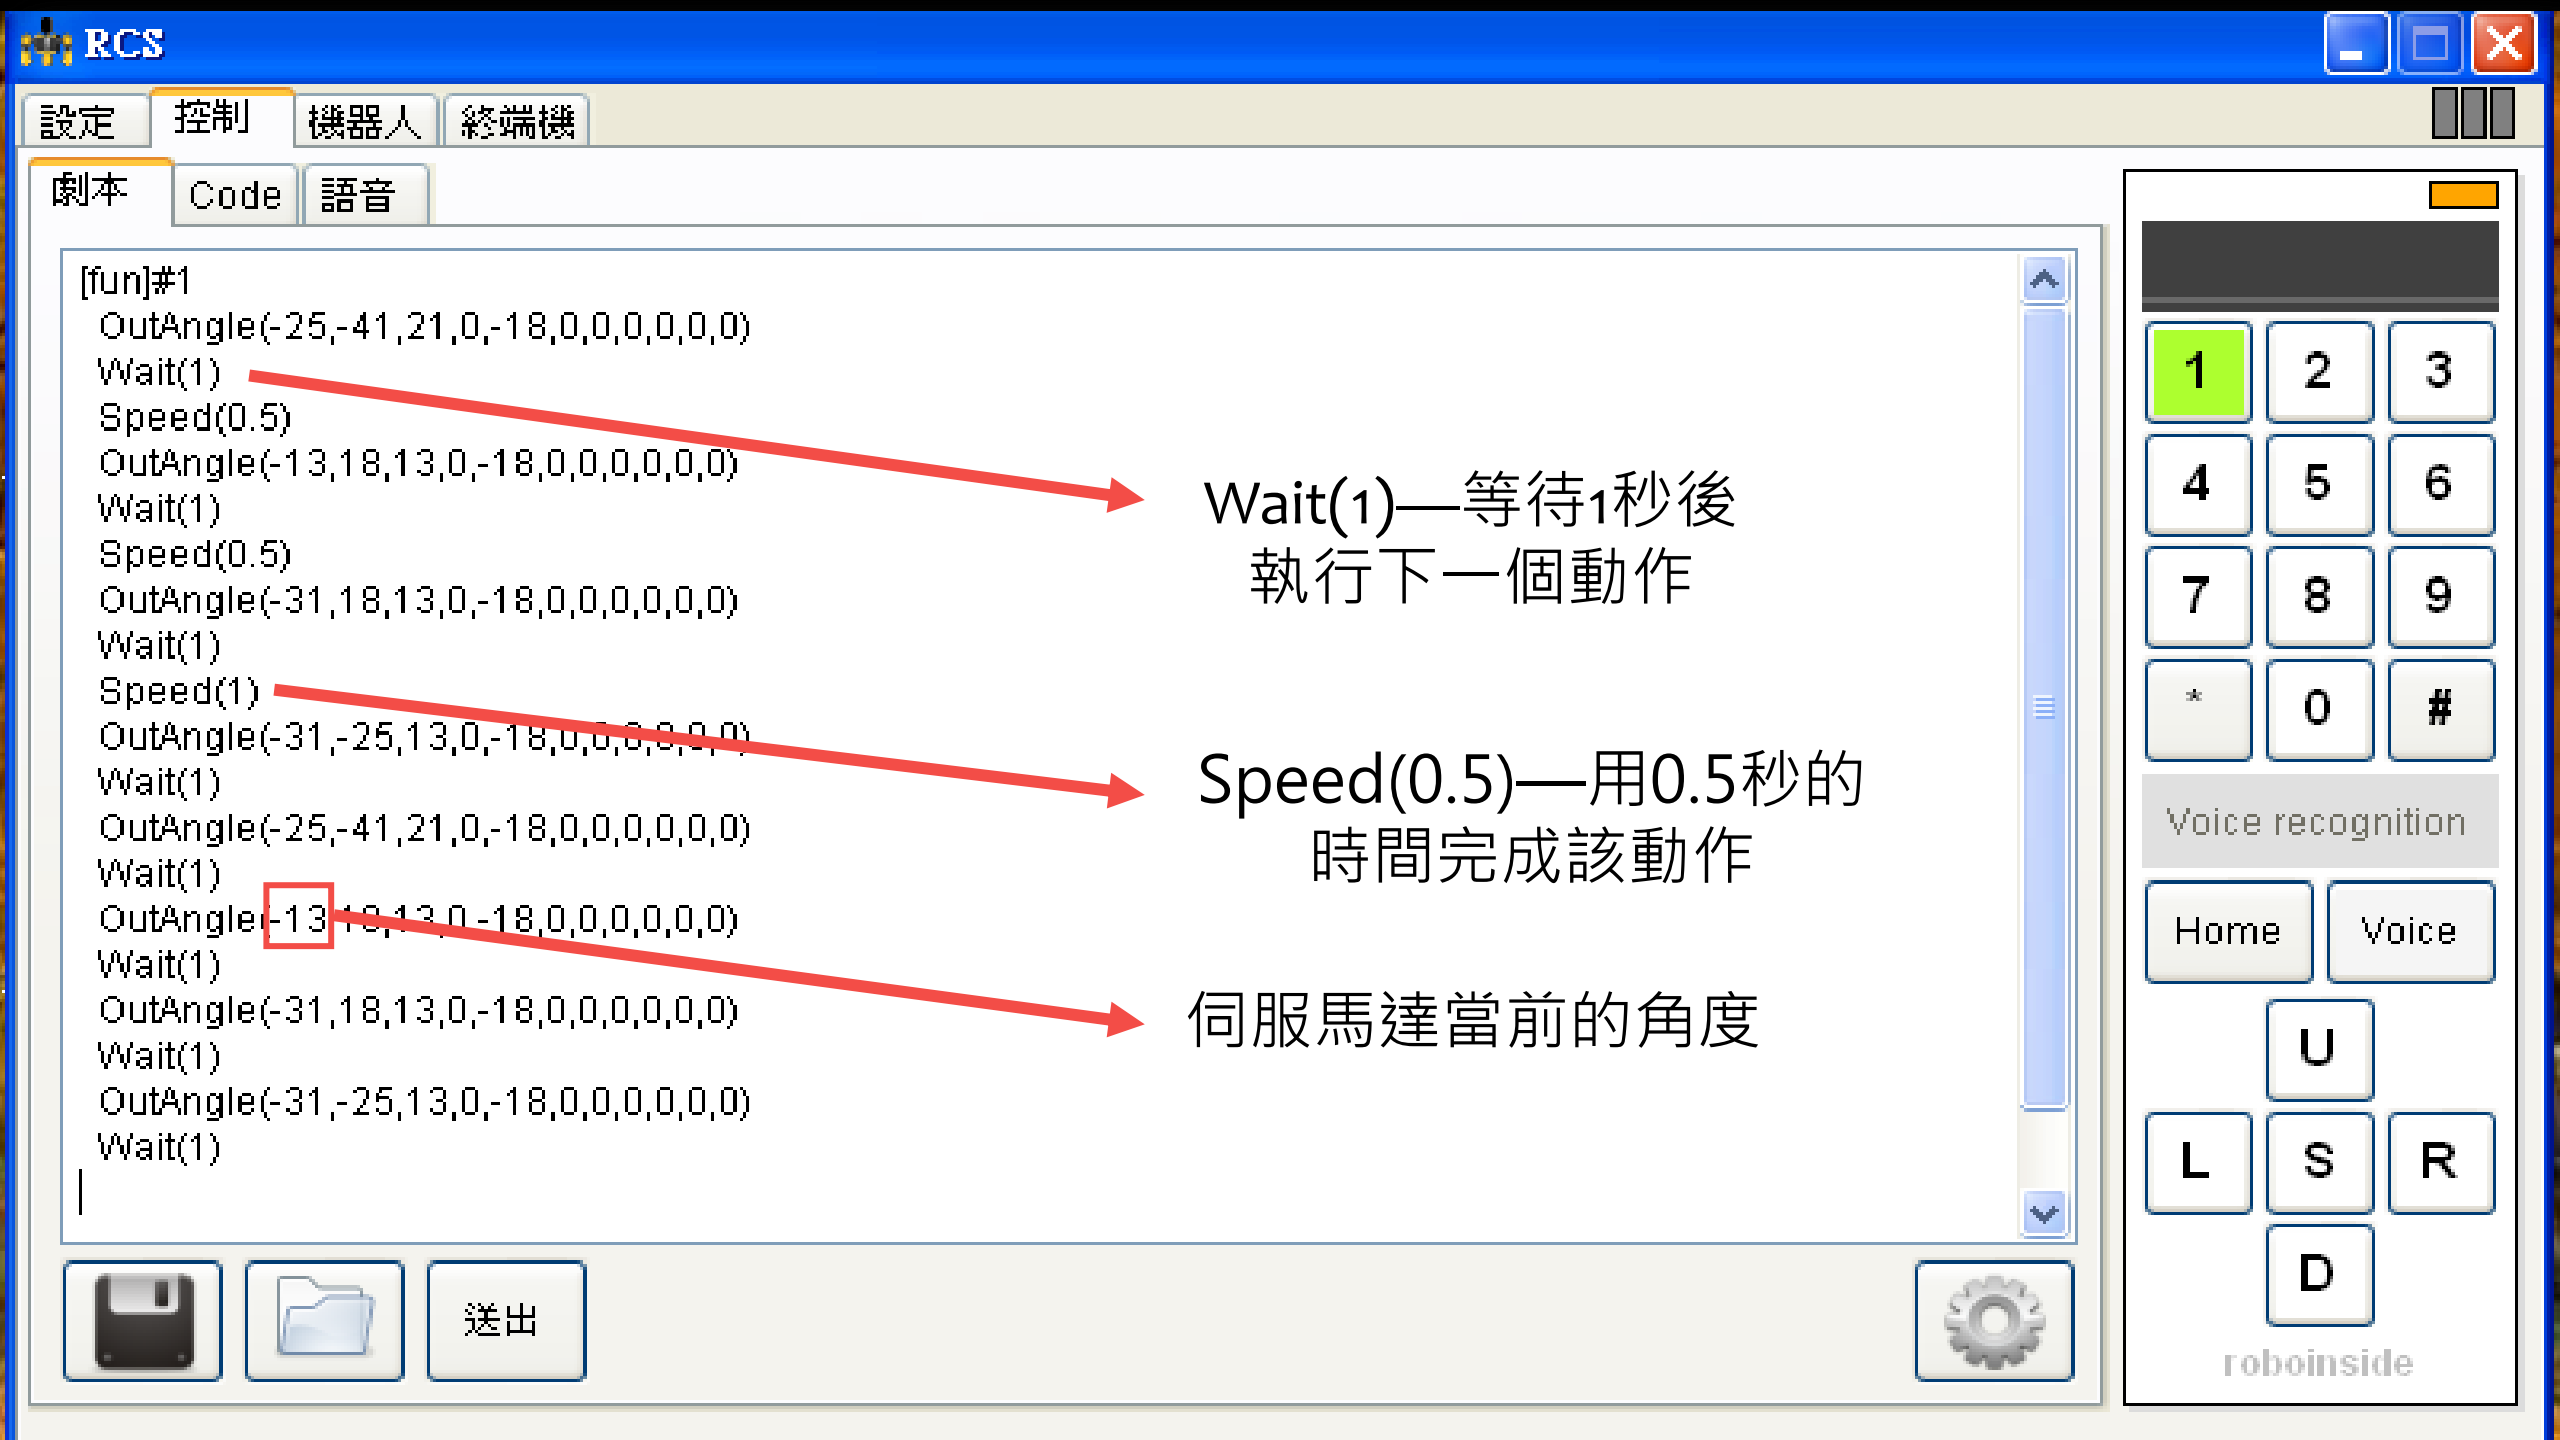 RCS
設定 控制 機器人 終端機
劇本 Code 語音
[fun]#1
OutAngle(-25,-41,21,0,-18,0,0,0,0,0,0)
Wait(1)
Speed(0.5)
OutAngle(-13,18,13,0,-18,0,0,0,0,0,0)
Wait(1)
Speed(0.5)
OutAngle(-31,18,13,0,-18,0,0,0,0,0,0)
Wait(1)
Speed(1)
OutAngle(-31,-25,13,0,-18,0,0,0,0,0,0)
Wait(1)
OutAngle(-25,-41,21,0,-18,0,0,0,0,0,0)
Wait(1)
OutAngle(-13,18,13,0,-18,0,0,0,0,0,0)
Wait(1)
OutAngle(-31,18,13,0,-18,0,0,0,0,0,0)
Wait(1)
OutAngle(-31,-25,13,0,-18,0,0,0,0,0,0)
Wait(1)
Wait(1)—等待1秒後
執行下一個動作
Speed(0.5)—用0.5秒的
時間完成該動作
伺服馬達當前的角度
送出
1 2 3
4 5 6
7 8 9
* 0 #
Voice recognition
Home Voice
U
L S R
D
roboinside